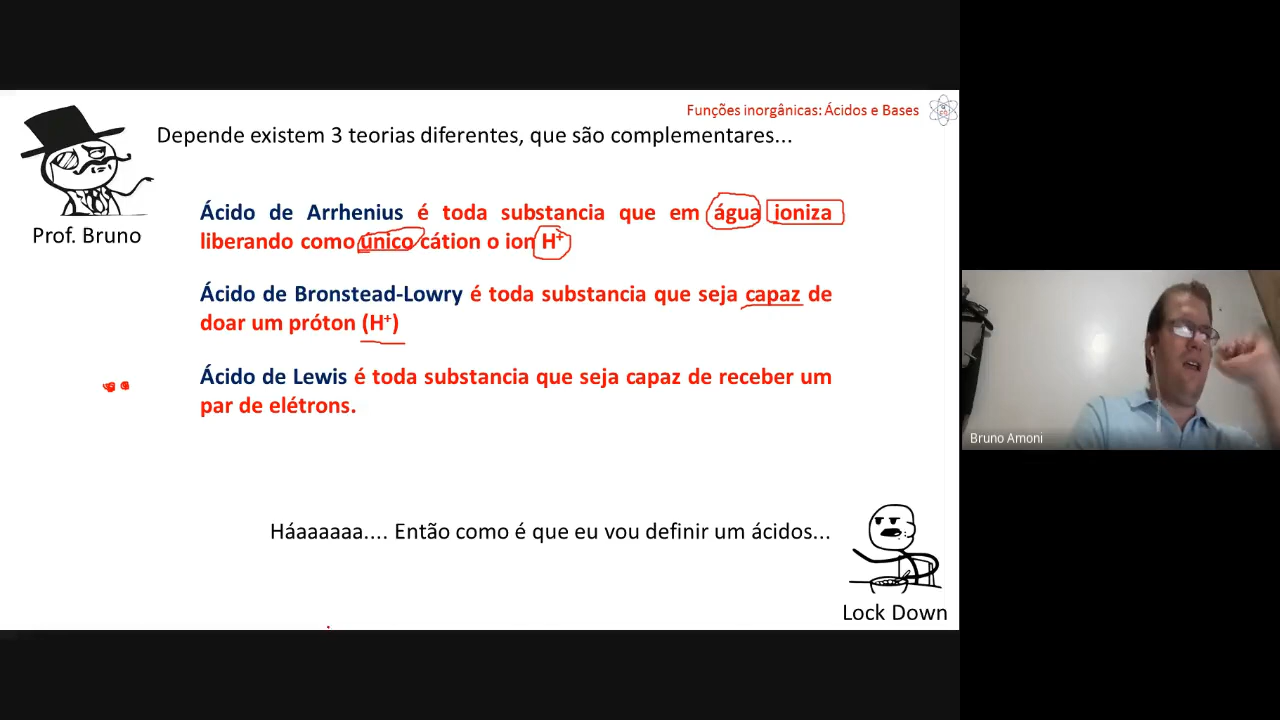 Funções inorgânicas: Ácidos e Bases
Depende existem 3 teorias diferentes, que são complementares...
Prof. Bruno
Ácido de Arrhenius é toda substancia que em água ioniza
liberando como único cátion o ion H⁺
Ácido de Bronstead-Lowry é toda substancia que seja capaz de
doar um próton (H⁺)
Ácido de Lewis é toda substancia que seja capaz de receber um
par de elétrons.
Bruno Amoni
Háaaaaaa.... Então como é que eu vou definir um ácidos...
Lock Down